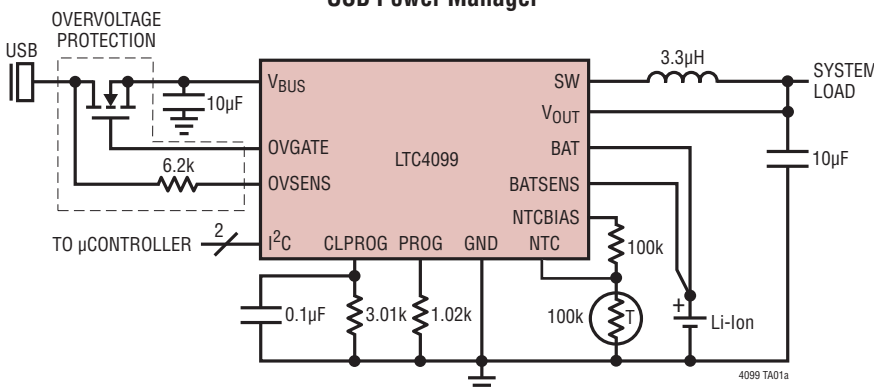 USB Power Manager
OVERVOLTAGE
PROTECTION
USB
10µF
6.2k
TO µCONTROLLER
2
VBUS
OVGATE
OVSENS
I2C
CLPROG
PROG
GND
NTC
LTC4099
SW
VOUT
BAT
BATSENS
NTCBIAS
3.3µH
SYSTEM
LOAD
10µF
100k
100k
T
+
Li-Ion
0.1µF
3.01k
1.02k
4099 TA01a